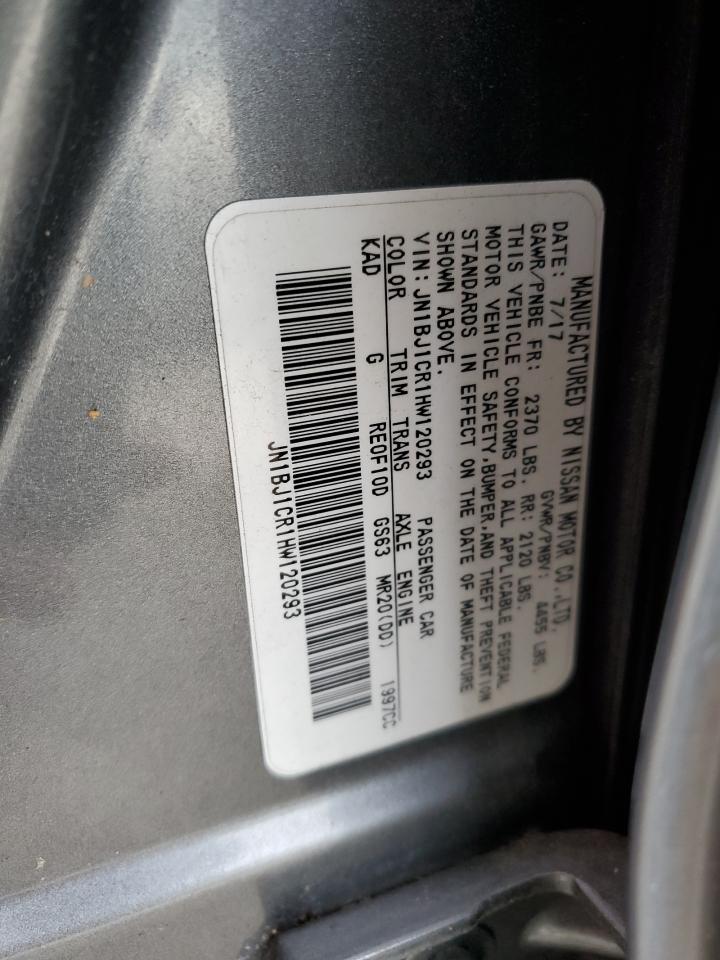 MANUFACTURED BY NISSAN MOTOR CO.,LTD.
DATE: 7/17 GVWR/PNBV: 4455 LBS.
GAWR/PNBE FR: 2370 LBS. RR: 2120 LBS.
THIS VEHICLE CONFORMS TO ALL APPLICABLE FEDERAL
MOTOR VEHICLE SAFETY,BUMPER,AND THEFT PREVENTION
STANDARDS IN EFFECT ON THE DATE OF MANUFACTURE
SHOWN ABOVE.
VIN:JN1BJ1CR1HW120293 PASSENGER CAR
COLOR TRIM TRANS AXLE ENGINE
KAD G RE0F10D GS63 MR20(DD) 1997CC
JN1BJ1CR1HW120293